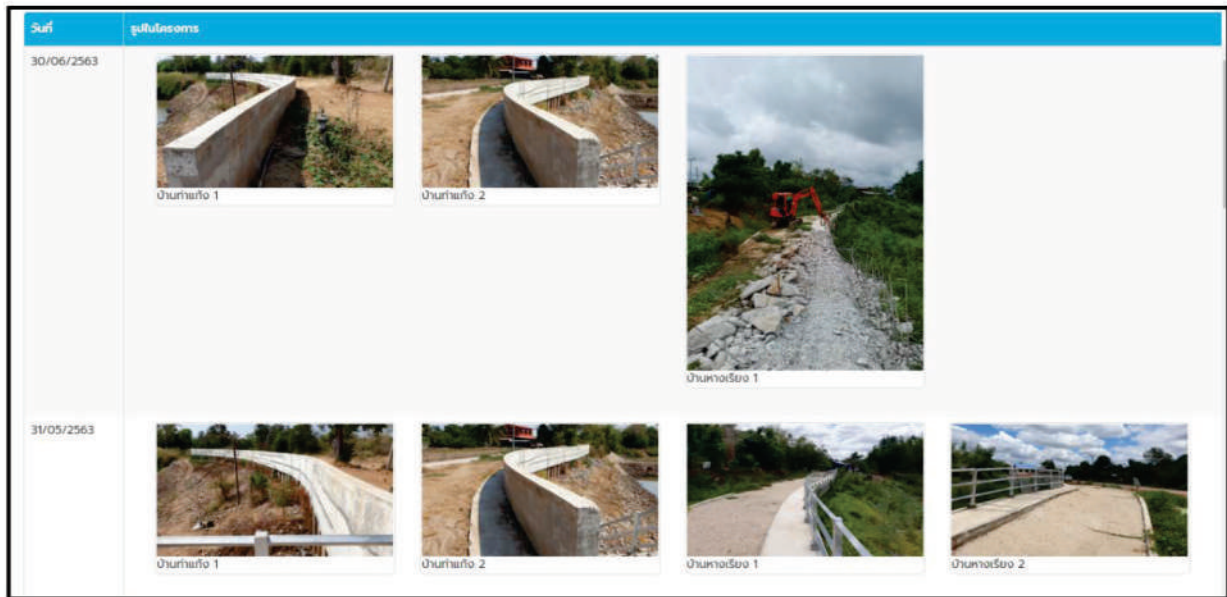 วันที่ รูปในโครงการ
30/06/2563
บ้านท่าแก้ง 1 บ้านท่าแก้ง 2 บ้านหางเรียง 1
31/05/2563
บ้านท่าแก้ง 1 บ้านท่าแก้ง 2 บ้านหางเรียง 1 บ้านหางเรียง 2